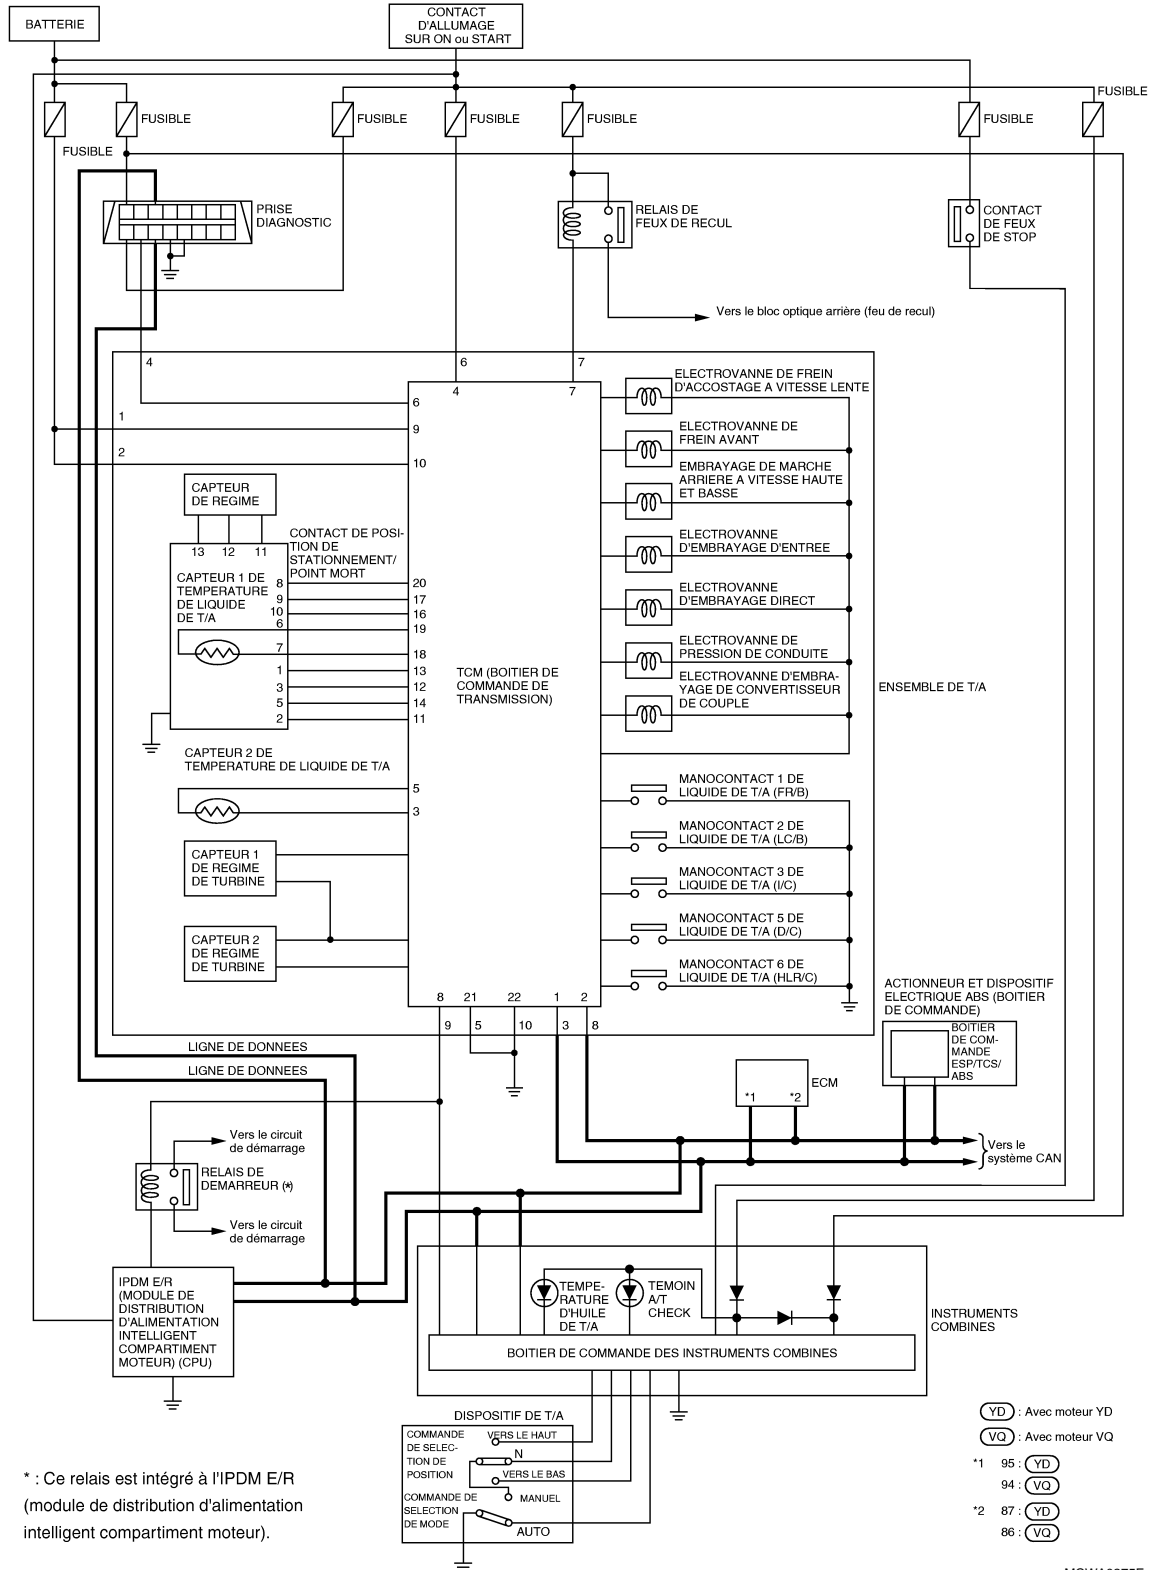 BATTERIE
CONTACT
D'ALLUMAGE
SUR ON ou START
FUSIBLE
FUSIBLE
FUSIBLE
FUSIBLE
FUSIBLE
FUSIBLE
FUSIBLE
PRISE
DIAGNOSTIC
RELAIS DE
FEUX DE RECUL
CONTACT
DE FEUX
DE STOP
Vers le bloc optique arrière (feu de recul)
4
6
7
1
2
4
7
6
9
10
ELECTROVANNE DE FREIN
D'ACCOSTAGE A VITESSE LENTE
ELECTROVANNE DE
FREIN AVANT
EMBRAYAGE DE MARCHE
ARRIERE A VITESSE HAUTE
ET BASSE
ELECTROVANNE
D'EMBRAYAGE D'ENTREE
ELECTROVANNE
D'EMBRAYAGE DIRECT
ELECTROVANNE DE
PRESSION DE CONDUITE
ELECTROVANNE D'EMBRA-
YAGE DE CONVERTISSEUR
DE COUPLE
ENSEMBLE DE T/A
CAPTEUR
DE REGIME
13 12 11
CONTACT DE POSI-
TION DE
STATIONNEMENT/
POINT MORT
CAPTEUR 1 DE
TEMPERATURE
DE LIQUIDE
DE T/A
8 20
9 17
10 16
6 19
7 18
1 13
3 12
5 14
2 11
TCM (BOITIER DE
COMMANDE DE
TRANSMISSION)
CAPTEUR 2 DE
TEMPERATURE DE LIQUIDE DE T/A
5
3
CAPTEUR 1
DE REGIME
DE TURBINE
CAPTEUR 2
DE REGIME
DE TURBINE
MANOCONTACT 1 DE
LIQUIDE DE T/A (FR/B)
MANOCONTACT 2 DE
LIQUIDE DE T/A (LC/B)
MANOCONTACT 3 DE
LIQUIDE DE T/A (I/C)
MANOCONTACT 5 DE
LIQUIDE DE T/A (D/C)
MANOCONTACT 6 DE
LIQUIDE DE T/A (HLR/C)
8 21 22 1 2
9 5 10 3 8
ACTIONNEUR ET DISPOSITIF
ELECTRIQUE ABS (BOITIER
DE COMMANDE)
BOITIER
DE COM-
MANDE
ESP/TCS/
ABS
LIGNE DE DONNEES
LIGNE DE DONNEES
ECM
*1 *2
Vers le
système CAN
Vers le circuit
de démarrage
RELAIS DE
DEMARREUR (*)
Vers le circuit
de démarrage
IPDM E/R
(MODULE DE
DISTRIBUTION
D'ALIMENTATION
INTELLIGENT
COMPARTIMENT
MOTEUR) (CPU)
TEMPE-
RATURE
D'HUILE
DE T/A
TEMOIN
A/T
CHECK
INSTRUMENTS
COMBINES
BOITIER DE COMMANDE DES INSTRUMENTS COMBINES
DISPOSITIF DE T/A
COMMANDE
DE SELEC-
TION DE
POSITION
VERS LE HAUT
N
VERS LE BAS
MANUEL
COMMANDE DE
SELECTION
DE MODE
AUTO
YD : Avec moteur YD
VQ : Avec moteur VQ
*1 95 : YD
94 : VQ
*2 87 : YD
86 : VQ
* : Ce relais est intégré à l'IPDM E/R
(module de distribution d'alimentation
intelligent compartiment moteur).